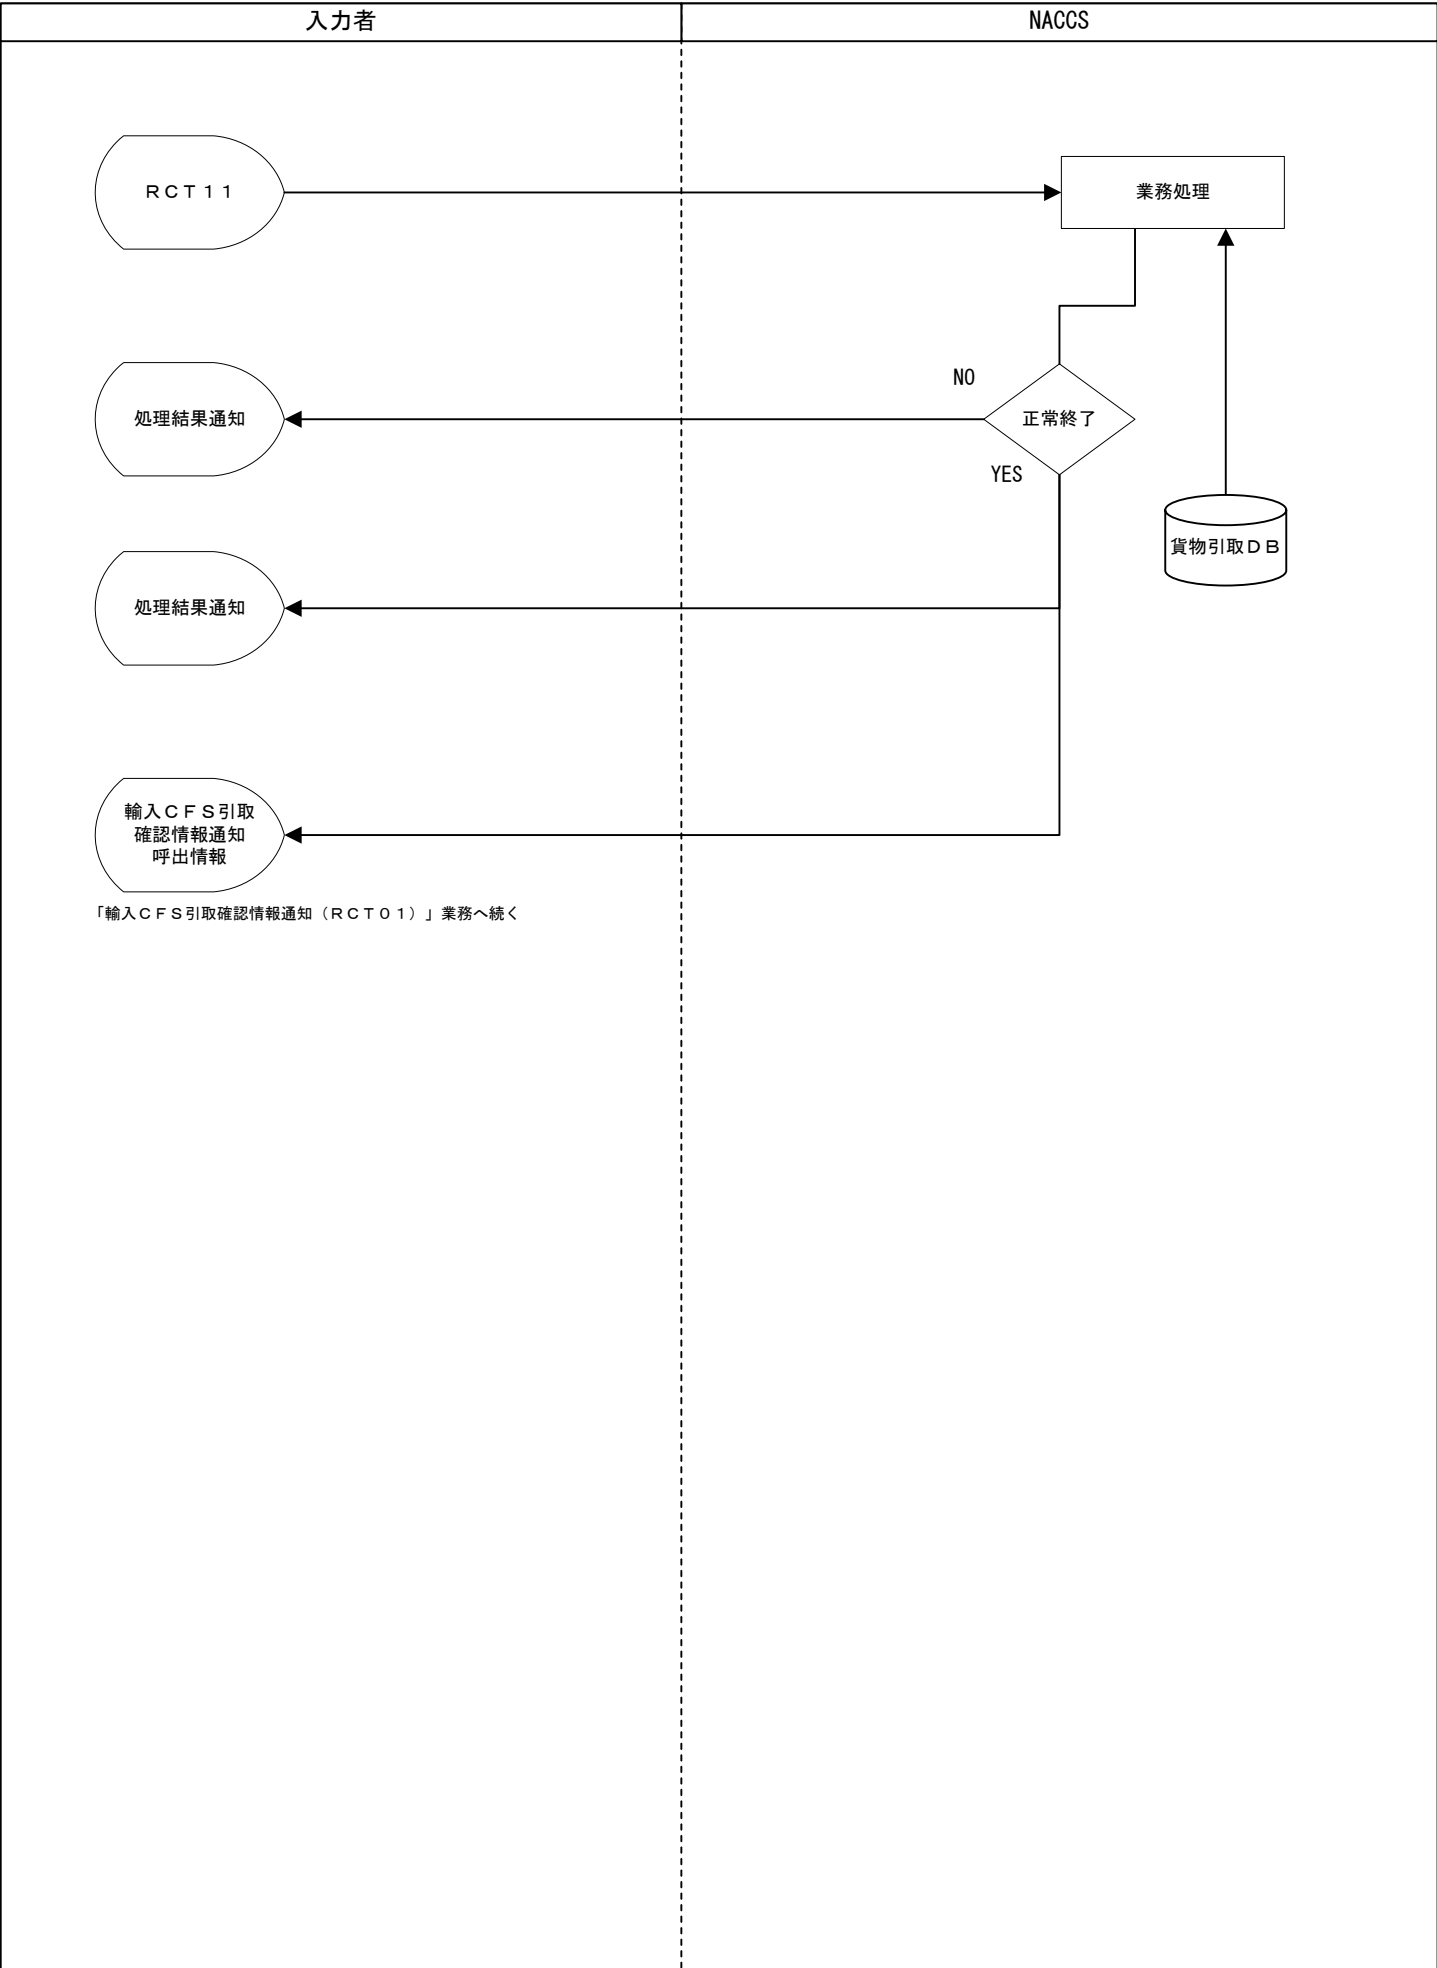 入力者
NACCS
ＲＣＴ１１
業務処理
NO
処理結果通知
正常終了
YES
貨物引取ＤＢ
処理結果通知
輸入ＣＦＳ引取
確認情報通知
呼出情報
「輸入ＣＦＳ引取確認情報通知（ＲＣＴ０１）」業務へ続く